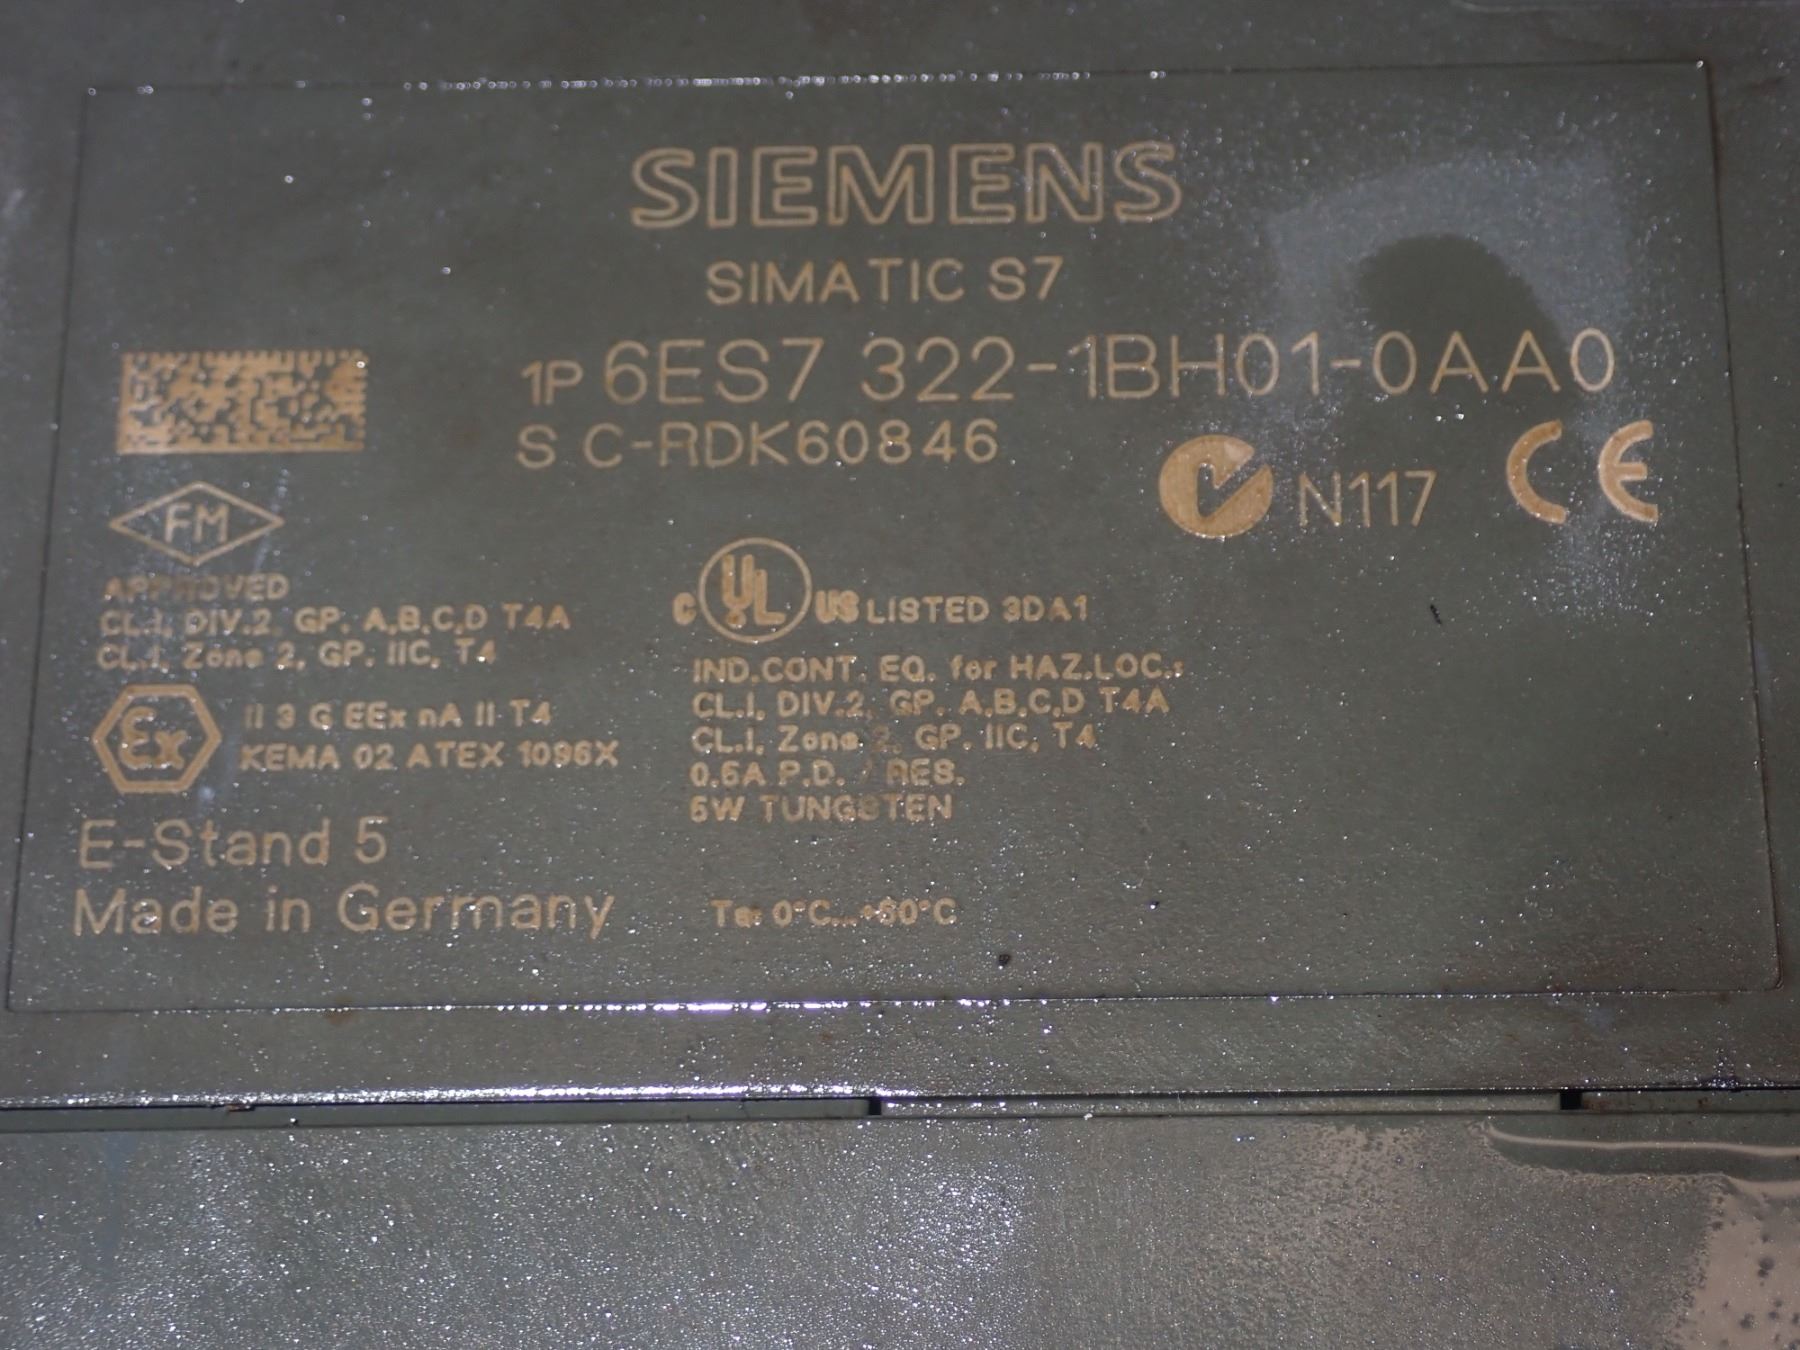 SIEMENS
SIMATIC S7
1P 6ES7 322-1BH01-0AA0
S C-RDK60846
N117 CE
FM
APPROVED
CL.I, DIV.2, GP. A,B,C,D T4A
CL.I, Zone 2, GP. IIC, T4
Ex II 3 G EEx nA II T4
KEMA 02 ATEX 1096X
E-Stand 5
Made in Germany
C UL US LISTED 3DA1
IND.CONT. EQ. for HAZ.LOC.:
CL.I, DIV.2, GP. A,B,C,D T4A
CL.I, Zone 2, GP. IIC, T4
0.5A P.D. / RES.
5W TUNGSTEN
Ta: 0°C...+60°C